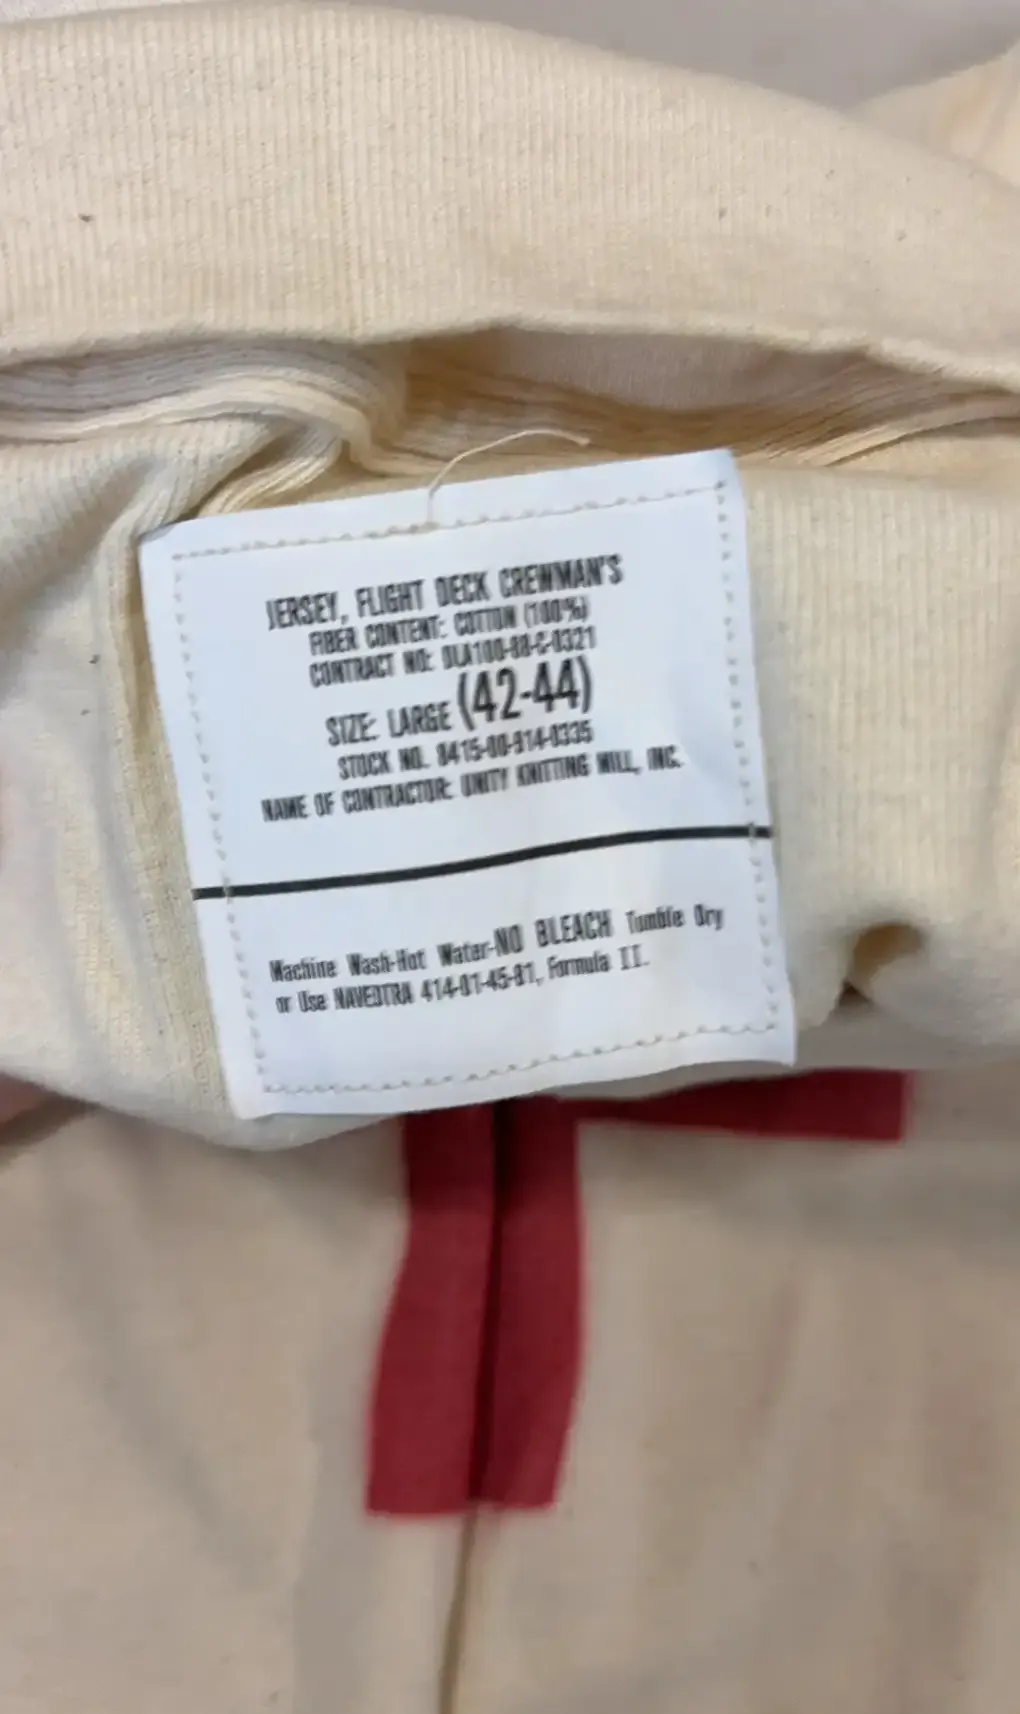 JERSEY, FLIGHT DECK CREWMAN'S
FIBER CONTENT: COTTON (100%)
CONTRACT NO: DLA100-88-C-0321
SIZE: LARGE (42-44)
STOCK NO. 8415-00-914-0335
NAME OF CONTRACTOR: UNITY KNITTING MILL, INC.
Machine Wash-Hot Water-NO BLEACH Tumble Dry
or Use NAVEDTRA 414-01-45-81, Formula II.